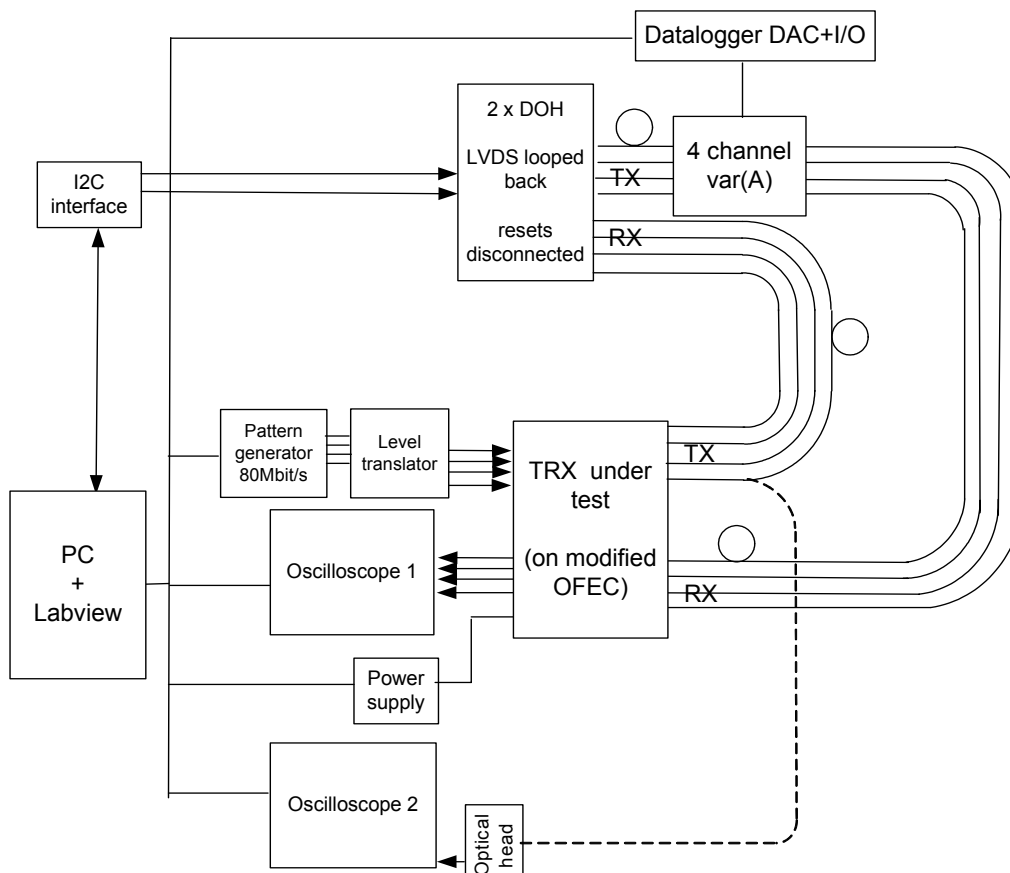 Datalogger DAC+I/O
2 x DOH
LVDS looped
back
resets
disconnected
TX
RX
4 channel
var(A)
I2C
interface
Pattern
generator
80Mbit/s
Level
translator
TRX under
test
(on modified
OFEC)
TX
RX
PC
+
Labview
Oscilloscope 1
Power
supply
Oscilloscope 2
Optical
head